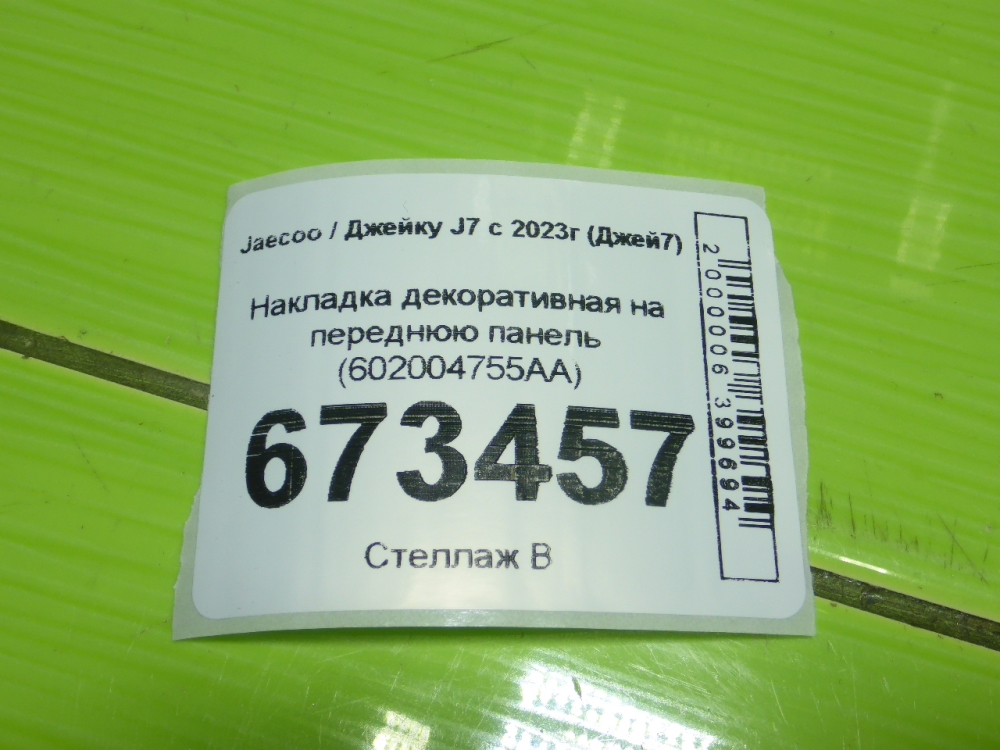 Jaecoo / Джейку J7 с 2023г (Джей7)
Накладка декоративная на
переднюю панель
(602004755AA)
673457
Стеллаж В
2000006399694